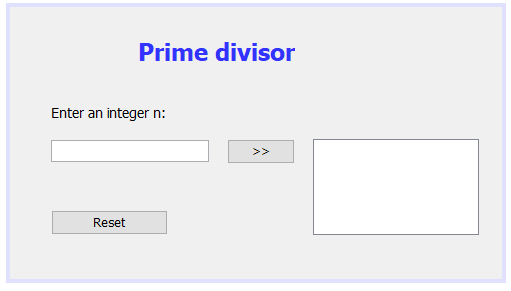 Prime divisor
Enter an integer n:
>>
Reset